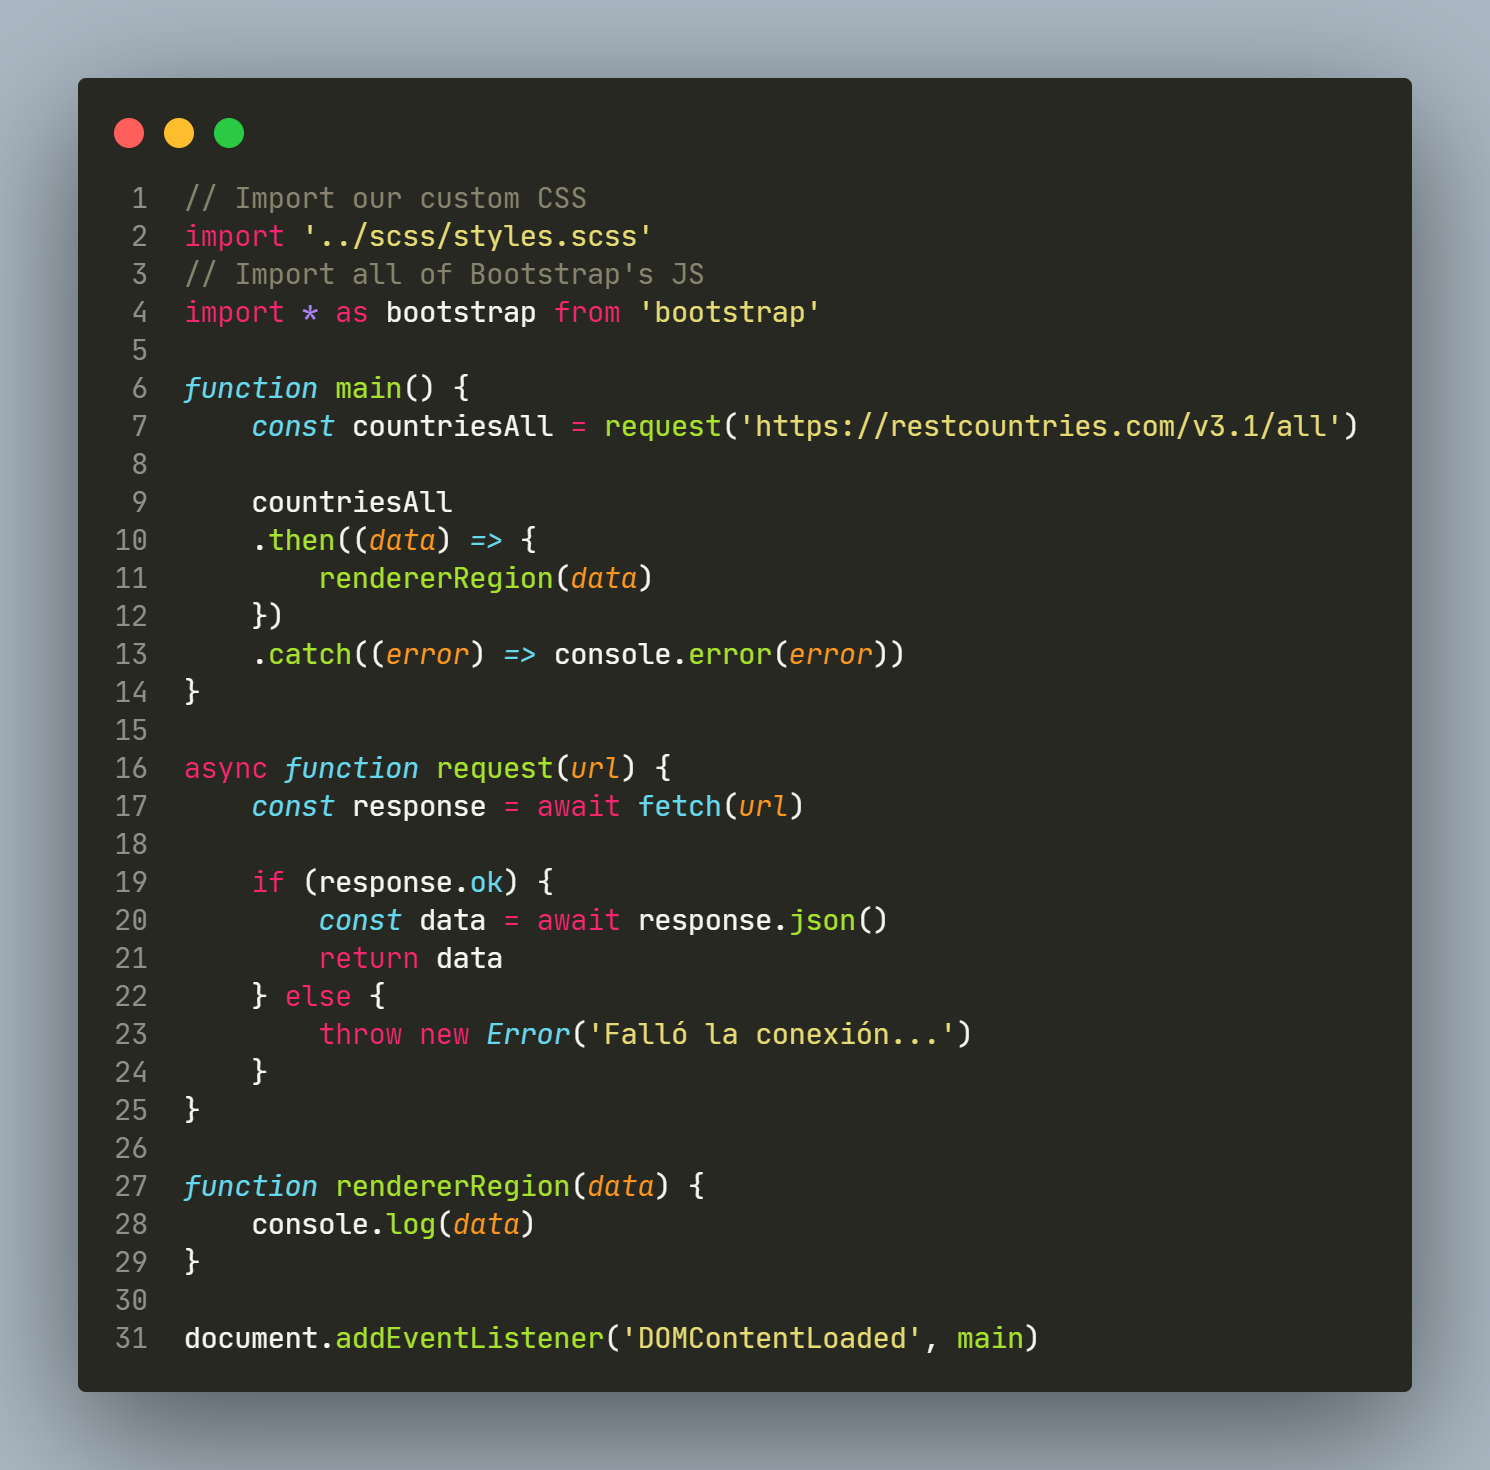 1 // Import our custom CSS
2 import '../scss/styles.scss'
3 // Import all of Bootstrap's JS
4 import * as bootstrap from 'bootstrap'
5
6 function main() {
7     const countriesAll = request('https://restcountries.com/v3.1/all')
8
9     countriesAll
10     .then((data) => {
11         rendererRegion(data)
12     })
13     .catch((error) => console.error(error))
14 }
15
16 async function request(url) {
17     const response = await fetch(url)
18
19     if (response.ok) {
20         const data = await response.json()
21         return data
22     } else {
23         throw new Error('Falló la conexión...')
24     }
25 }
26
27 function rendererRegion(data) {
28     console.log(data)
29 }
30
31 document.addEventListener('DOMContentLoaded', main)